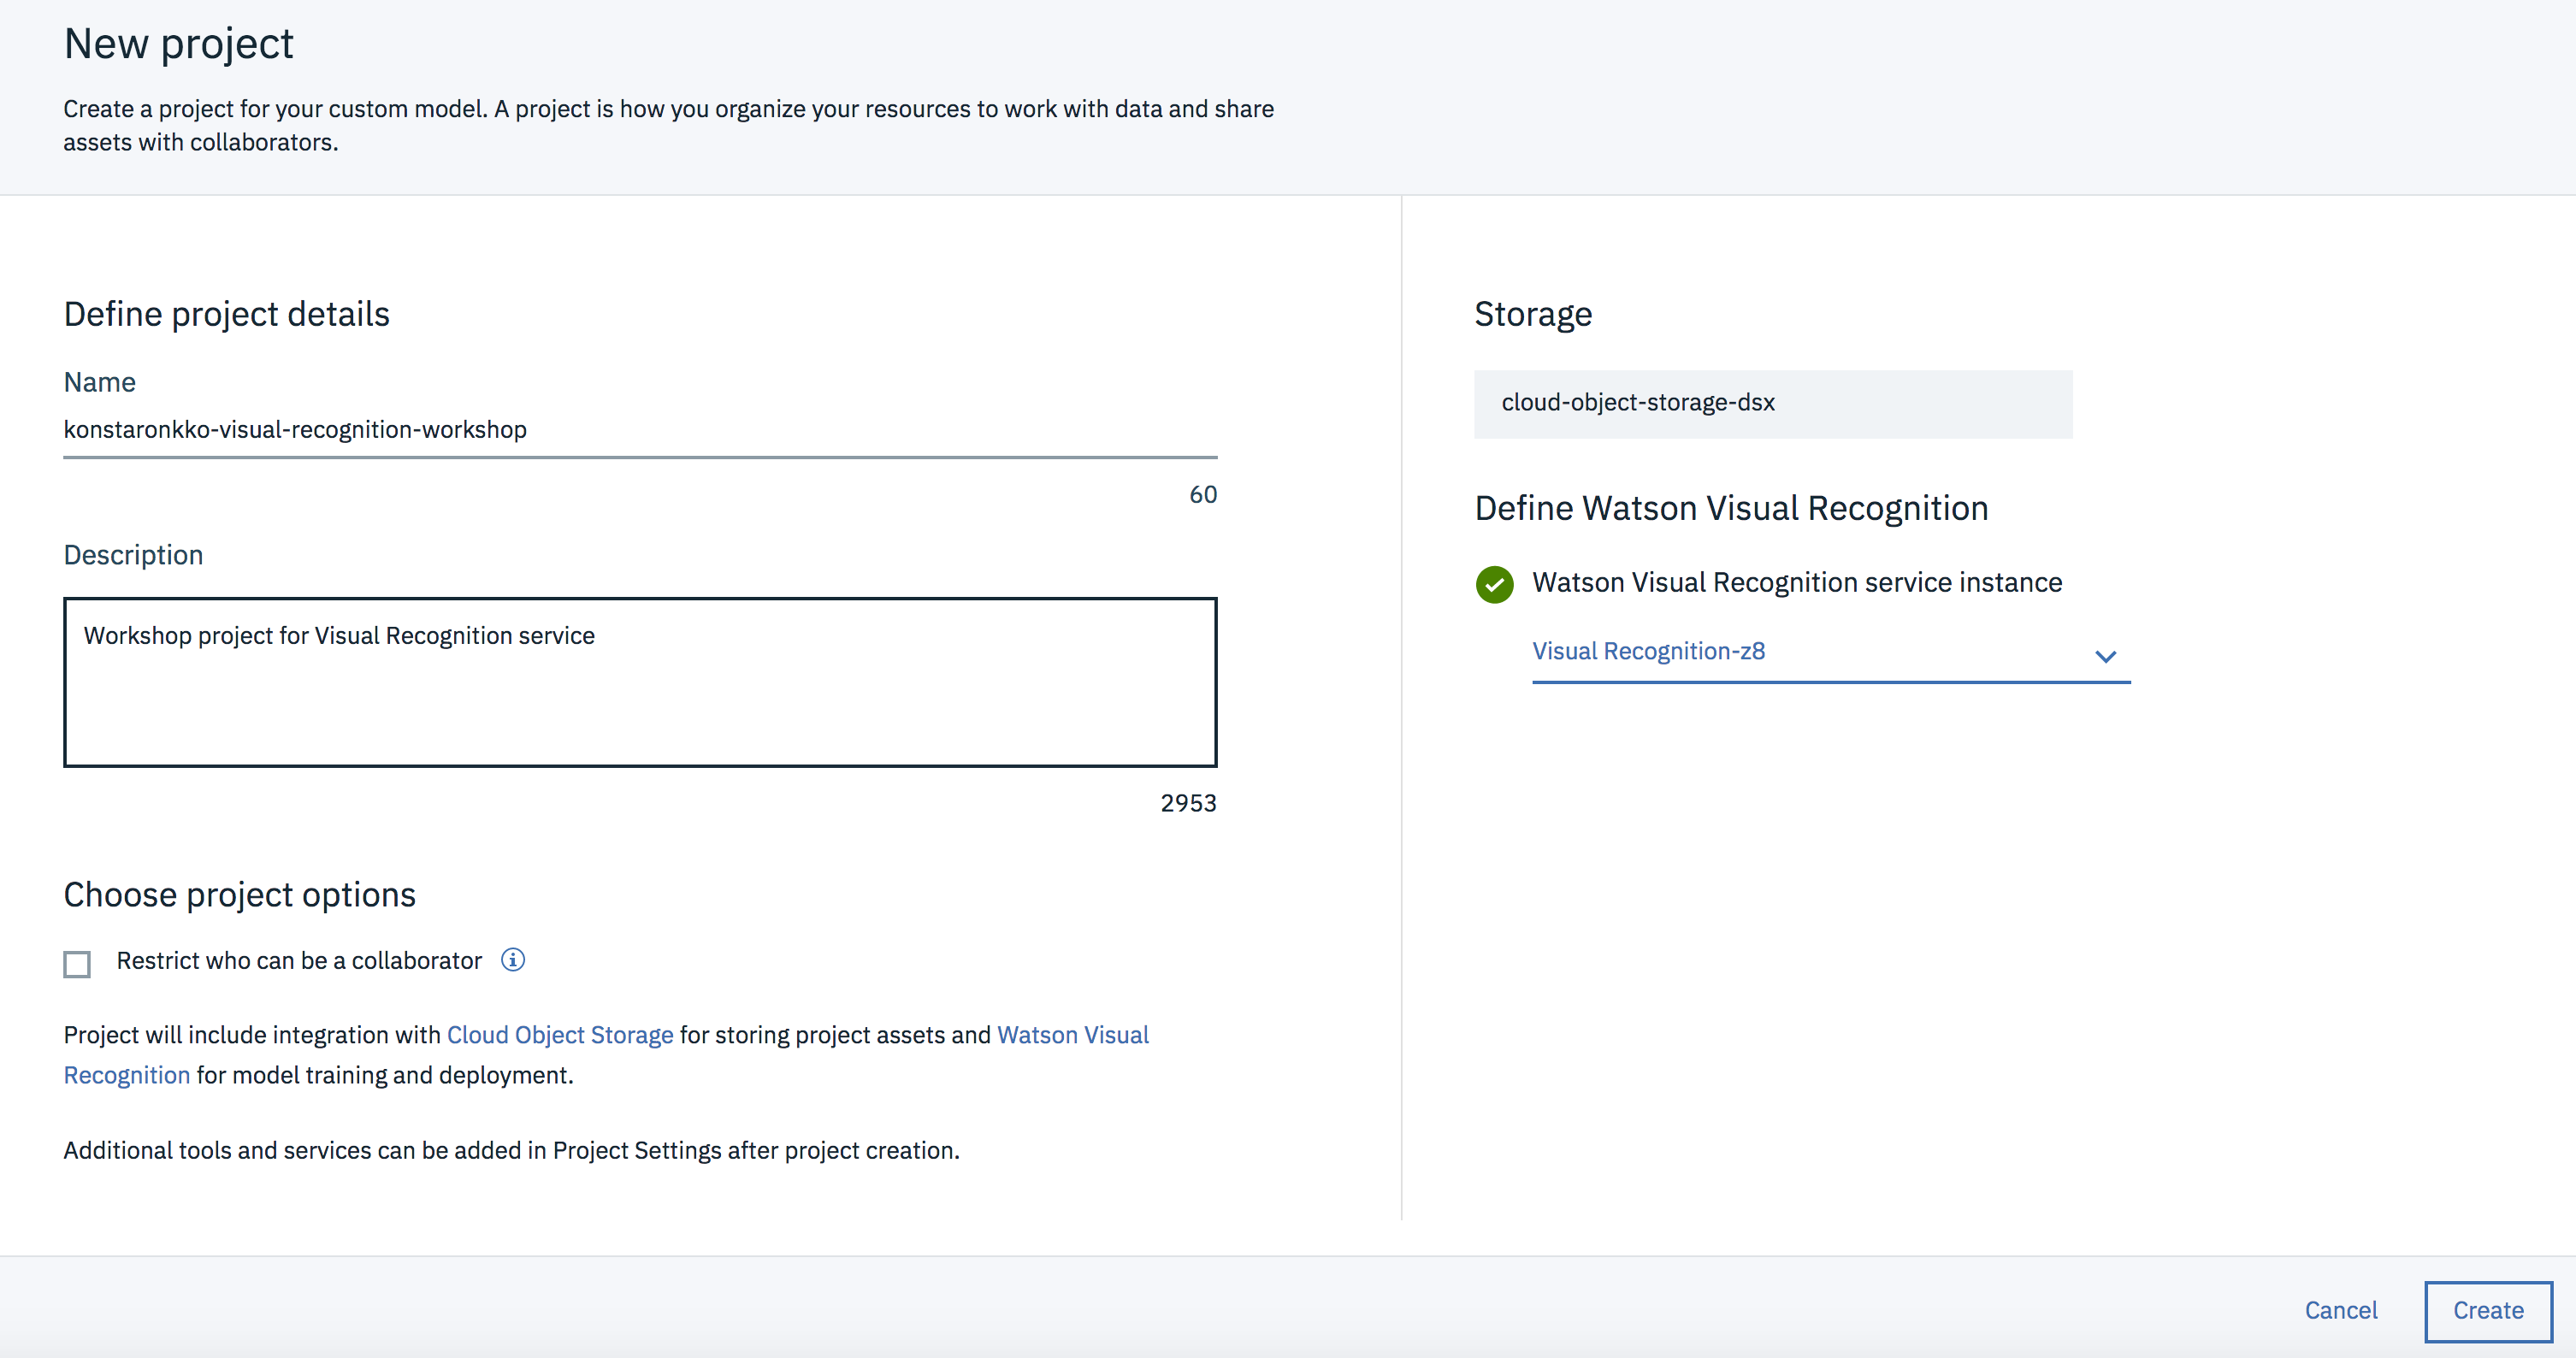 New project
Create a project for your custom model. A project is how you organize your resources to work with data and share
assets with collaborators.
Define project details
Name
konstaronkko-visual-recognition-workshop
60
Description
Workshop project for Visual Recognition service
2953
Choose project options
Restrict who can be a collaborator
Project will include integration with Cloud Object Storage for storing project assets and Watson Visual
Recognition for model training and deployment.
Additional tools and services can be added in Project Settings after project creation.
Storage
cloud-object-storage-dsx
Define Watson Visual Recognition
Watson Visual Recognition service instance
Visual Recognition-z8
Cancel
Create